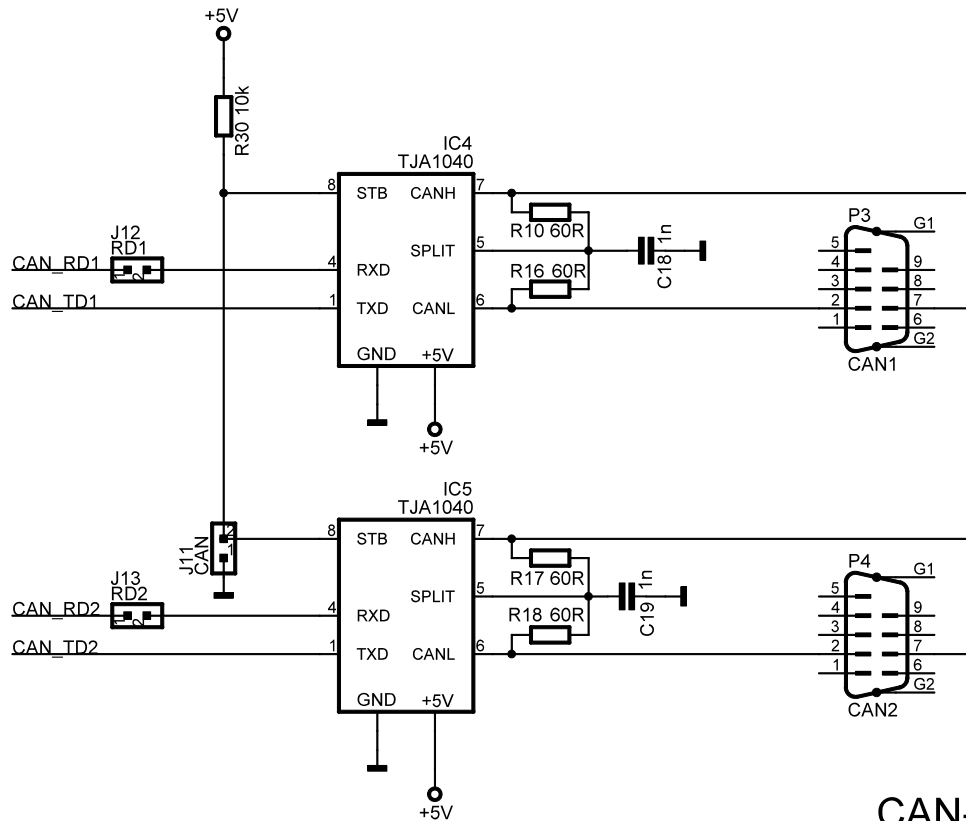 +5V
R30 10k
IC4
TJA1040
8
STB
CANH
7
R10 60R
SPLIT
5
C18 1n
J12
RD1
CAN_RD1
1
2
4
RXD
R16 60R
CAN_TD1
1
TXD
CANL
6
GND
+5V
+5V
P3
G1
5
4
9
3
8
2
7
1
6
G2
CAN1
IC5
TJA1040
8
STB
CANH
7
R17 60R
J11
CAN
2
1
SPLIT
5
C19 1n
J13
RD2
CAN_RD2
1
2
4
RXD
R18 60R
CAN_TD2
1
TXD
CANL
6
GND
+5V
+5V
P4
G1
5
4
9
3
8
2
7
1
6
G2
CAN2
CAN-